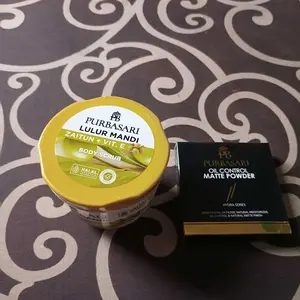 PURBASARI
LULUR MANDI
ZAITUN + VIT. E
BODY SCRUB
HALAL
PURBASARI
OIL CONTROL
MATTE POWDER
HYDRA SERIES